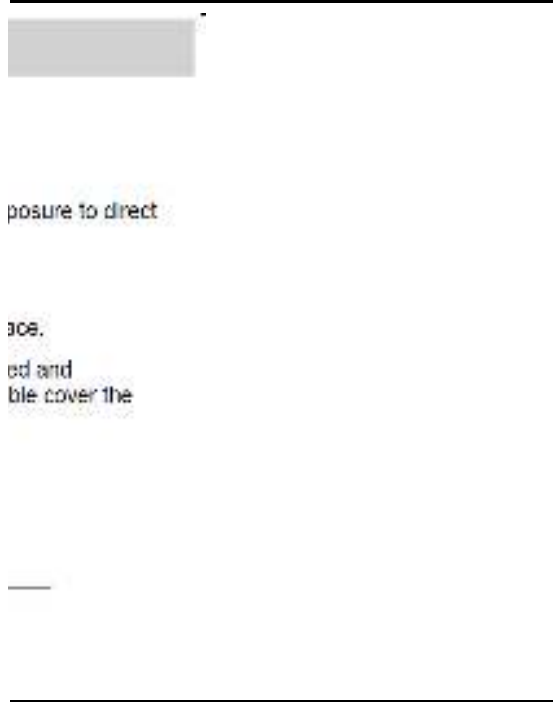 posure to direct
ace.
ed and
ble cover the